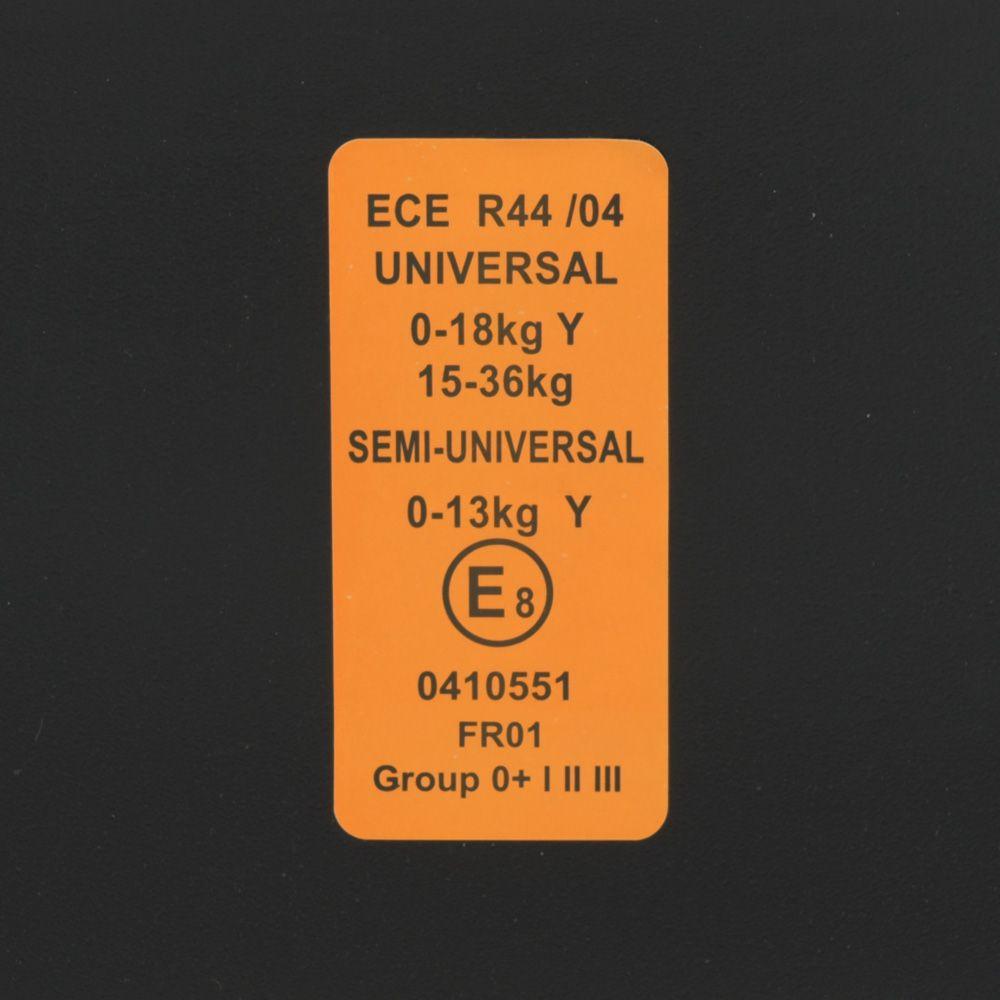 ECE R44 /04
UNIVERSAL
0-18kg Y
15-36kg
SEMI-UNIVERSAL
0-13kg Y
E 8
0410551
FR01
Group 0+ I II III